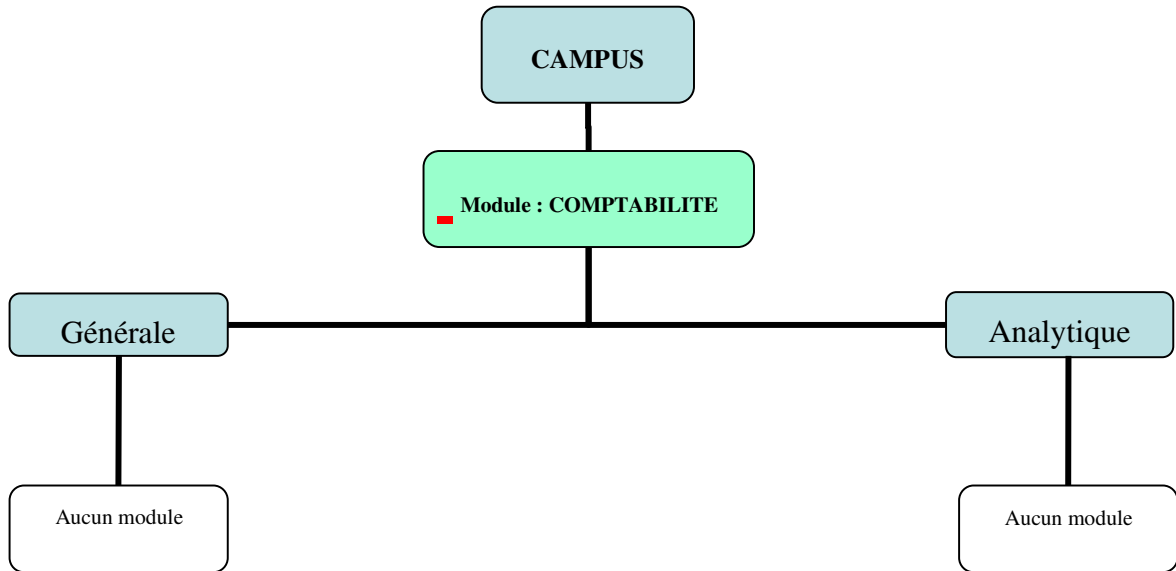 CAMPUS
Module : COMPTABILITE
Générale
Analytique
Aucun module
Aucun module